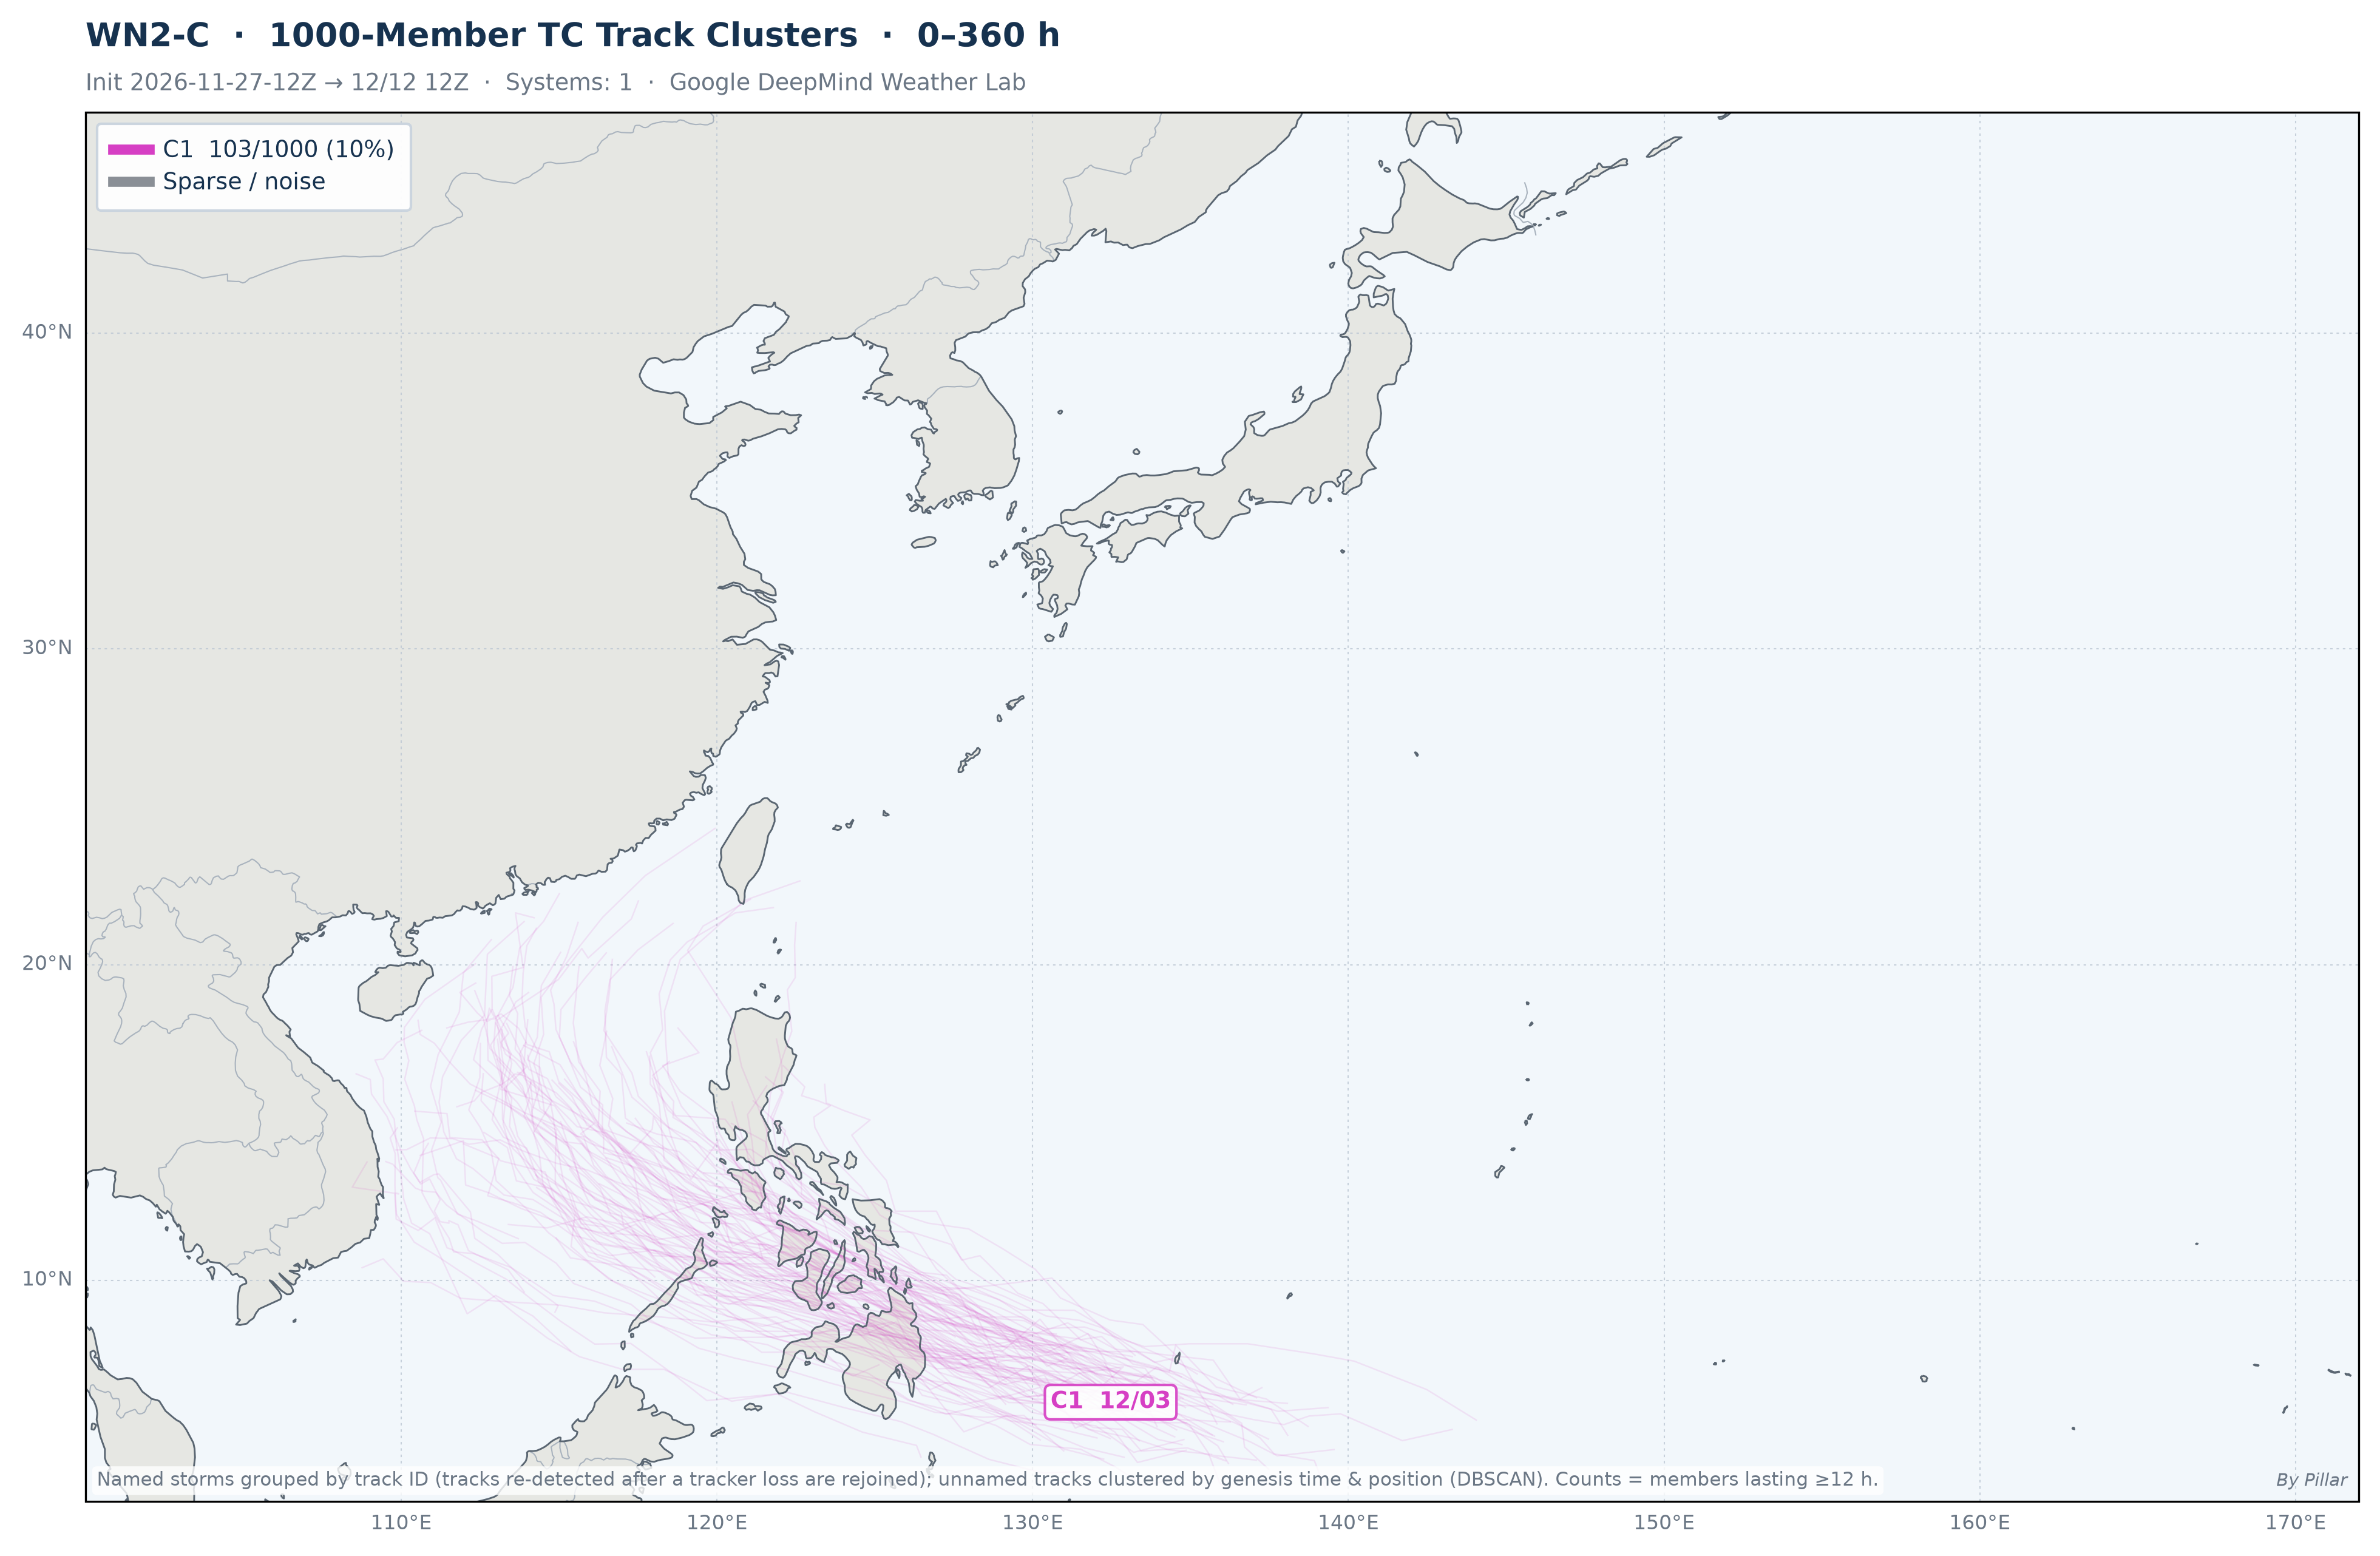 WN2-C · 1000-Member TC Track Clusters · 0–360 h
Init 2026-11-27-12Z → 12/12 12Z · Systems: 1 · Google DeepMind Weather Lab
C1 103/1000 (10%)
Sparse / noise
40°N
30°N
20°N
10°N
C1 12/03
Named storms grouped by track ID (tracks re-detected after a tracker loss are rejoined); unnamed tracks clustered by genesis time & position (DBSCAN). Counts = members lasting ≥12 h.
By Pillar
110°E
120°E
130°E
140°E
150°E
160°E
170°E